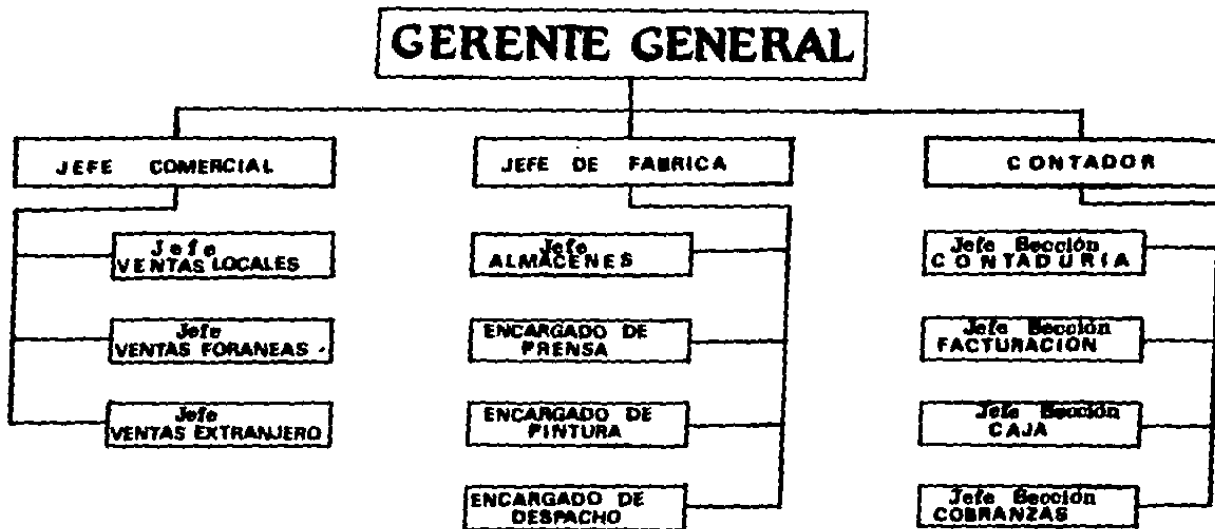 GERENTE GENERAL
JEFE COMERCIAL
Jefe
VENTAS LOCALES
Jefe
VENTAS FORANEAS
Jefe
VENTAS EXTRANJERO
JEFE DE FABRICA
Jefe
ALMACENES
ENCARGADO DE
PRENSA
ENCARGADO DE
PINTURA
ENCARGADO DE
DESPACHO
CONTADOR
Jefe Sección
CONTADURIA
Jefe Sección
FACTURACION
Jefe Sección
CAJA
Jefe Sección
COBRANZAS